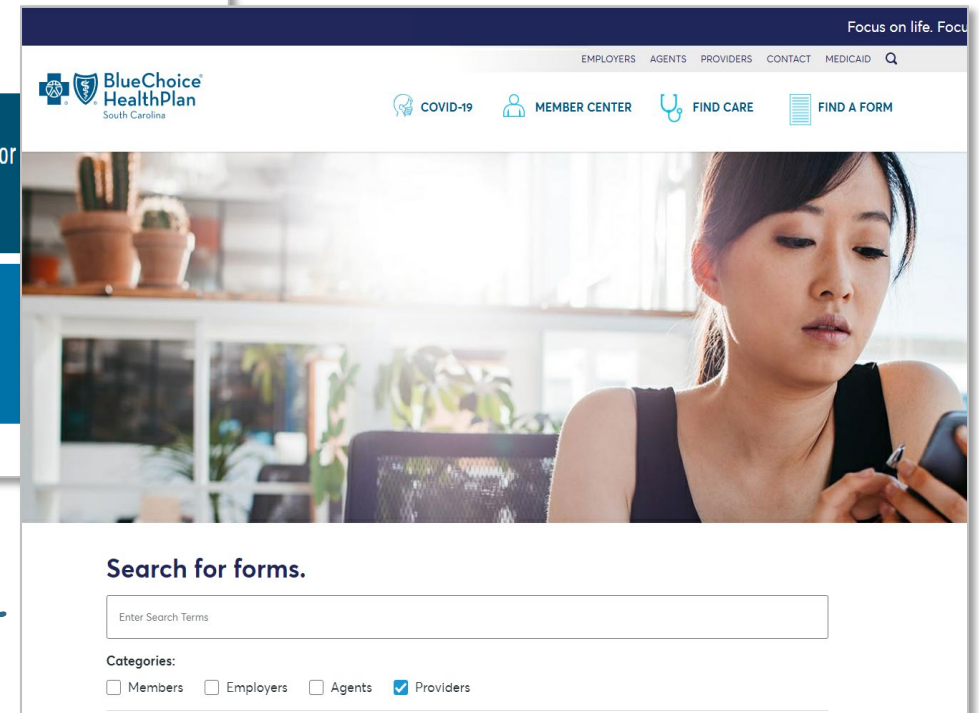 Focus on life. Focu
EMPLOYERS AGENTS PROVIDERS CONTACT MEDICAID
BlueChoice®
HealthPlan
South Carolina
COVID-19 MEMBER CENTER FIND CARE FIND A FORM
or
Search for forms.
Enter Search Terms
Categories:
Members Employers Agents Providers